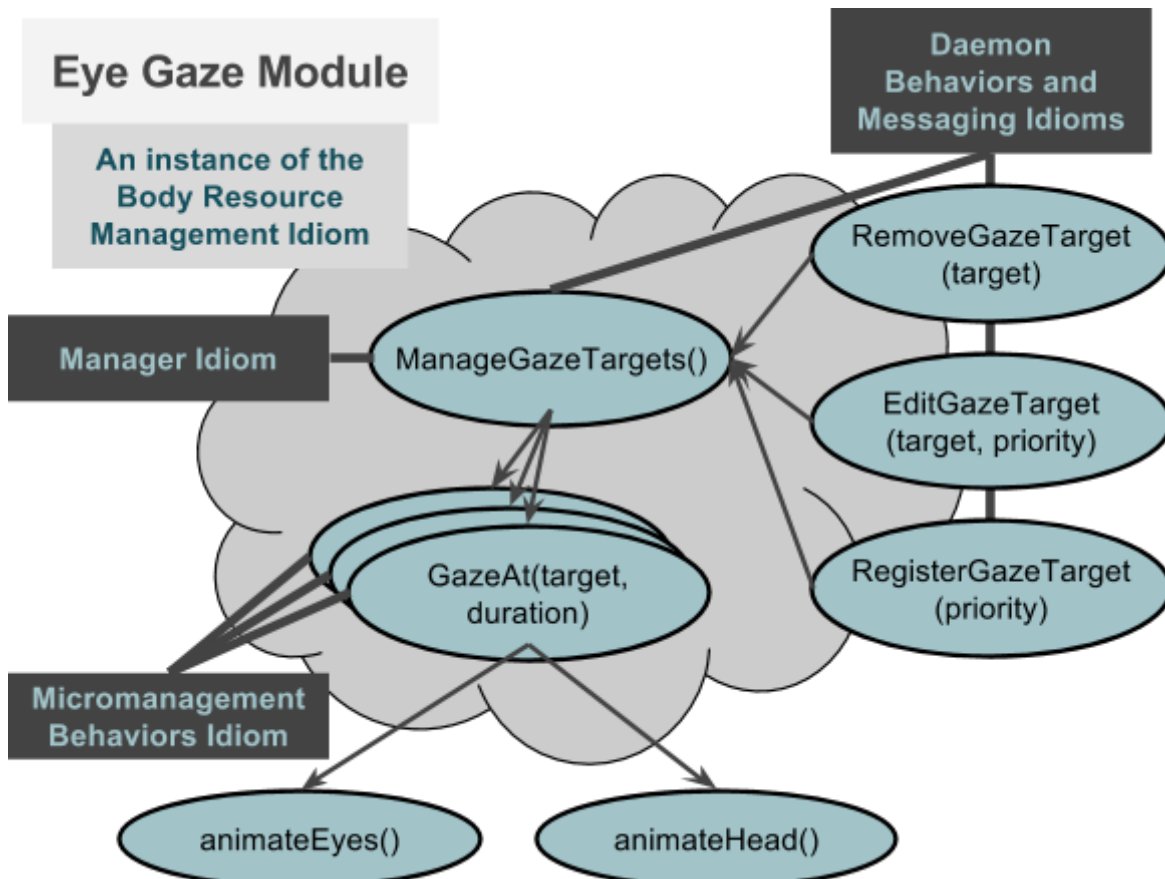 Eye Gaze Module
An instance of the
Body Resource
Management Idiom
Daemon
Behaviors and
Messaging Idioms
RemoveGazeTarget
(target)
Manager Idiom
ManageGazeTargets()
EditGazeTarget
(target, priority)
GazeAt(target,
duration)
RegisterGazeTarget
(priority)
Micromanagement
Behaviors Idiom
animateEyes()
animateHead()